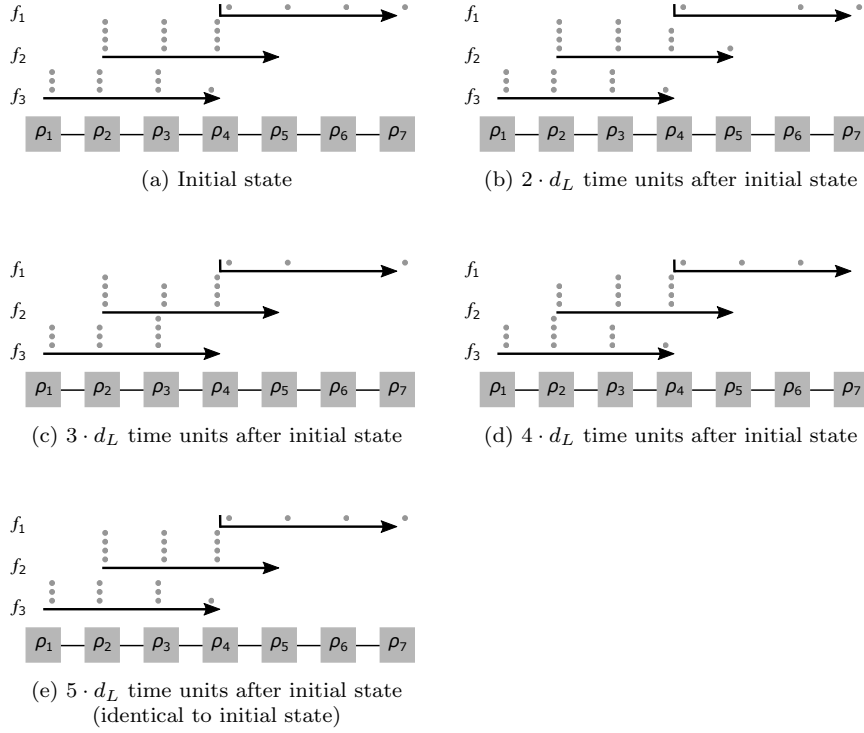 f₁
f₂
f₃
ρ₁ ρ₂ ρ₃ ρ₄ ρ₅ ρ₆ ρ₇
(a) Initial state
f₁
f₂
f₃
ρ₁ ρ₂ ρ₃ ρ₄ ρ₅ ρ₆ ρ₇
(b) 2 · d_L time units after initial state
f₁
f₂
f₃
ρ₁ ρ₂ ρ₃ ρ₄ ρ₅ ρ₆ ρ₇
(c) 3 · d_L time units after initial state
f₁
f₂
f₃
ρ₁ ρ₂ ρ₃ ρ₄ ρ₅ ρ₆ ρ₇
(d) 4 · d_L time units after initial state
f₁
f₂
f₃
ρ₁ ρ₂ ρ₃ ρ₄ ρ₅ ρ₆ ρ₇
(e) 5 · d_L time units after initial state
(identical to initial state)